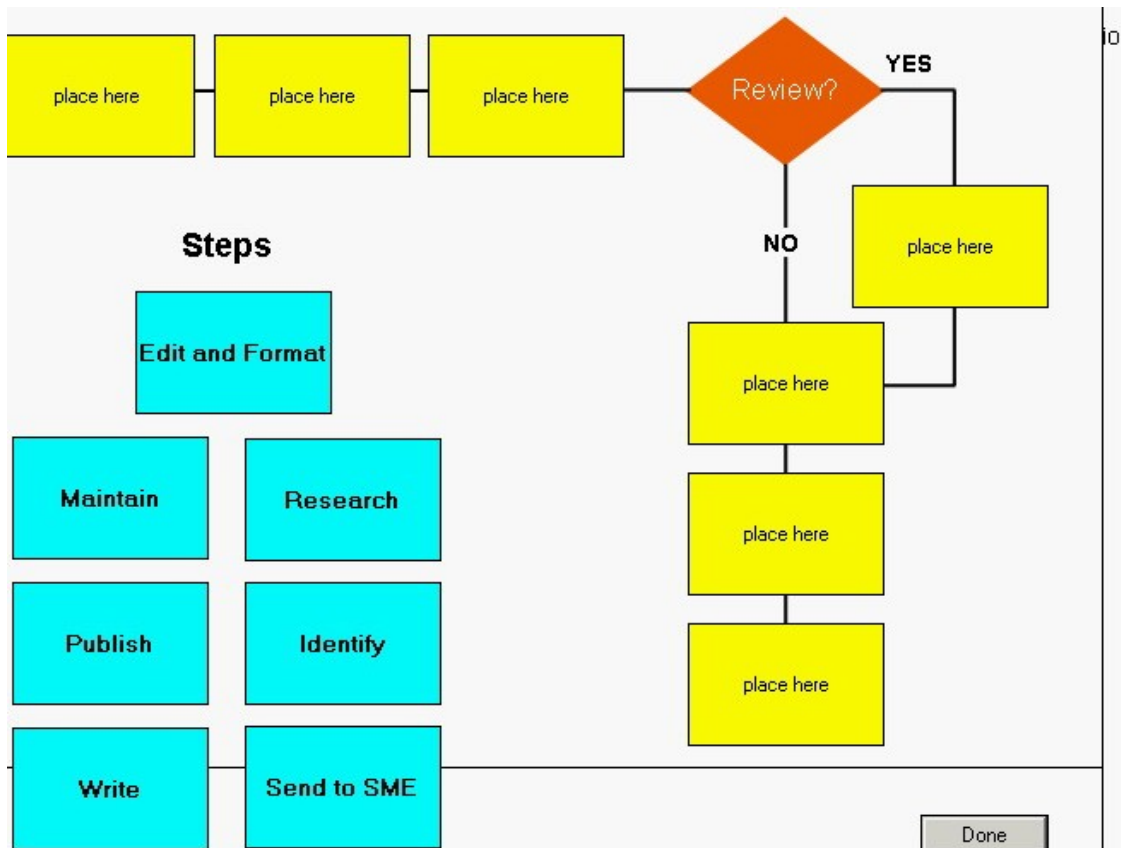 place here
place here
place here
Review?
YES
io
Steps
NO
place here
Edit and Format
place here
Maintain
Research
place here
Publish
Identify
place here
Write
Send to SME
Done